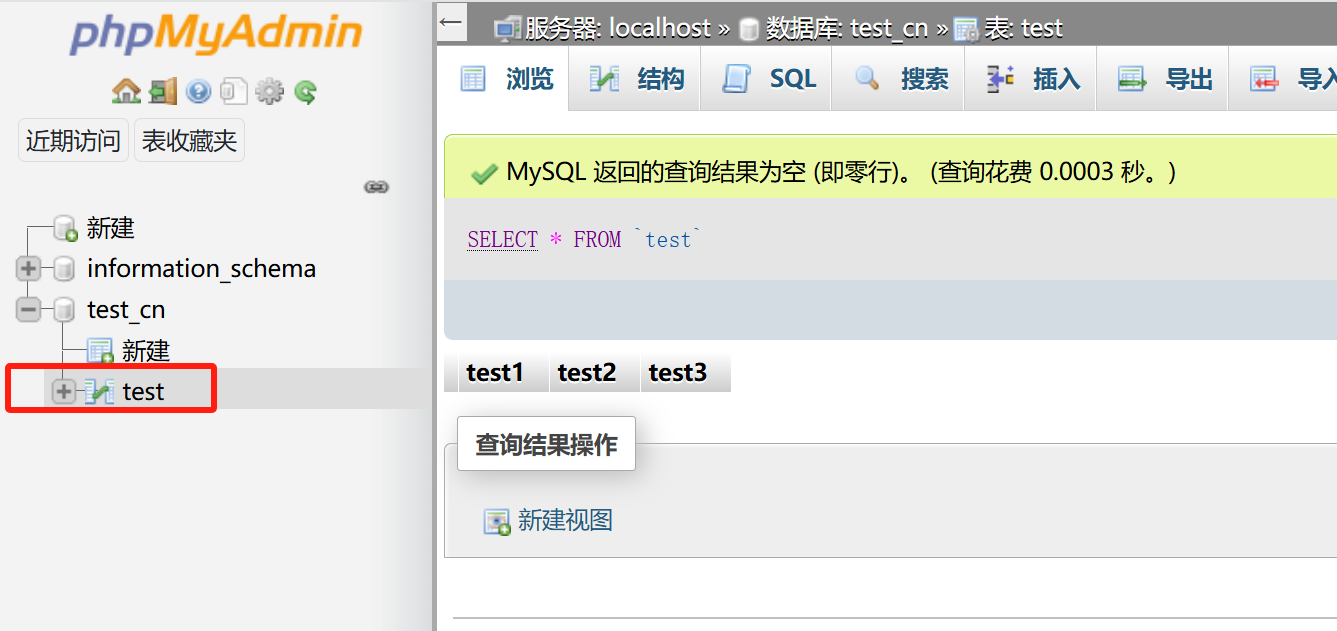 phpMyAdmin
近期访问 表收藏夹
新建
information_schema
test_cn
新建
test
服务器: localhost » 数据库: test_cn » 表: test
浏览 结构 SQL 搜索 插入 导出 导入
MySQL 返回的查询结果为空 (即零行)。 (查询花费 0.0003 秒。)
SELECT * FROM `test`
test1 test2 test3
查询结果操作
新建视图